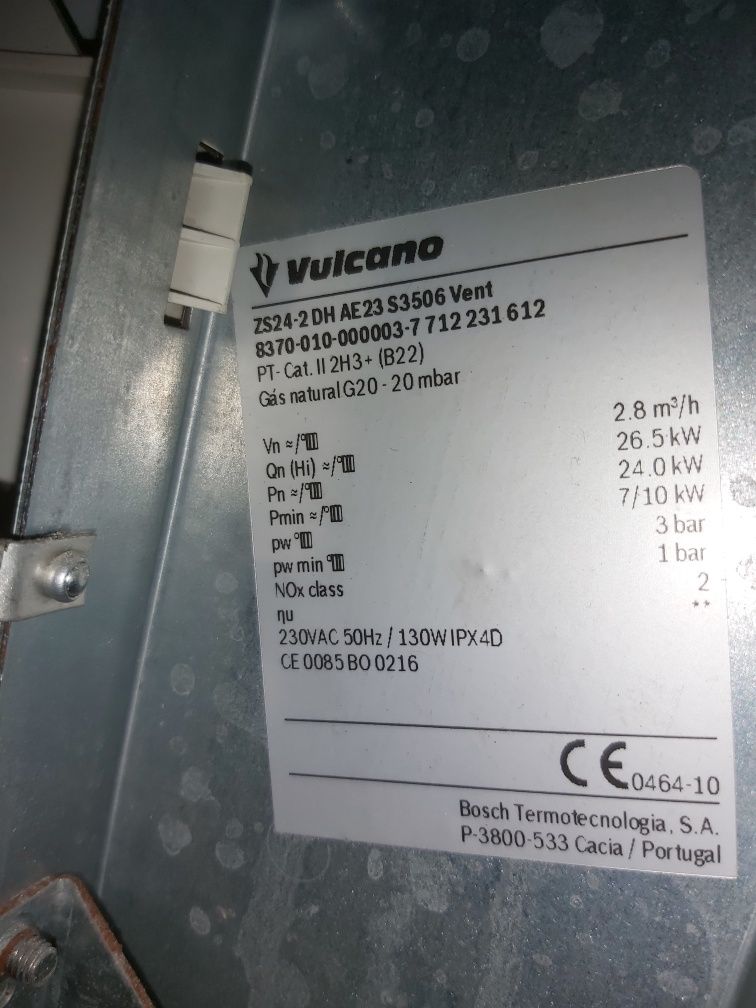 Vulcano
ZS24-2 DH AE23 S3506 Vent
8370-010-000003-7 712 231 612
PT- Cat. II 2H3+ (B22)
Gás natural G20 - 20 mbar
Vn ≈/ 2.8 m³/h
Qn (Hi) ≈/ 26.5 kW
Pn ≈/ 24.0 kW
Pmin ≈/ 7/10 kW
pw 3 bar
pw min 1 bar
NOx class 2
ηu **
230VAC 50Hz / 130W IPX4D
CE 0085 BO 0216
CE 0464-10
Bosch Termotecnologia, S.A.
P-3800-533 Cacia / Portugal